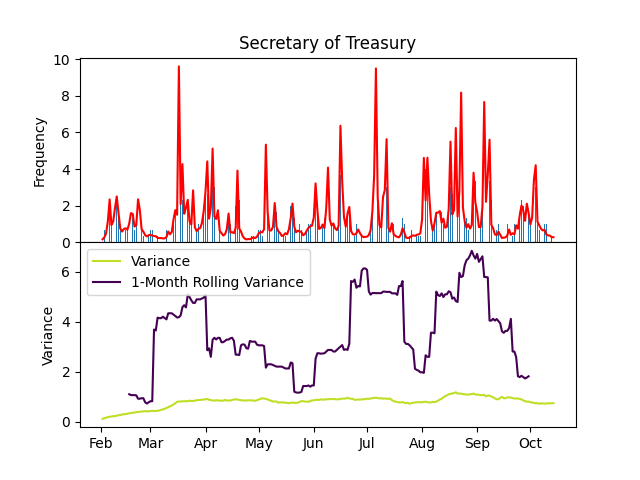 Secretary of Treasury
Frequency
10
8
6
4
2
0
Variance
6
4
2
0
Variance
1-Month Rolling Variance
Feb Mar Apr May Jun Jul Aug Sep Oct